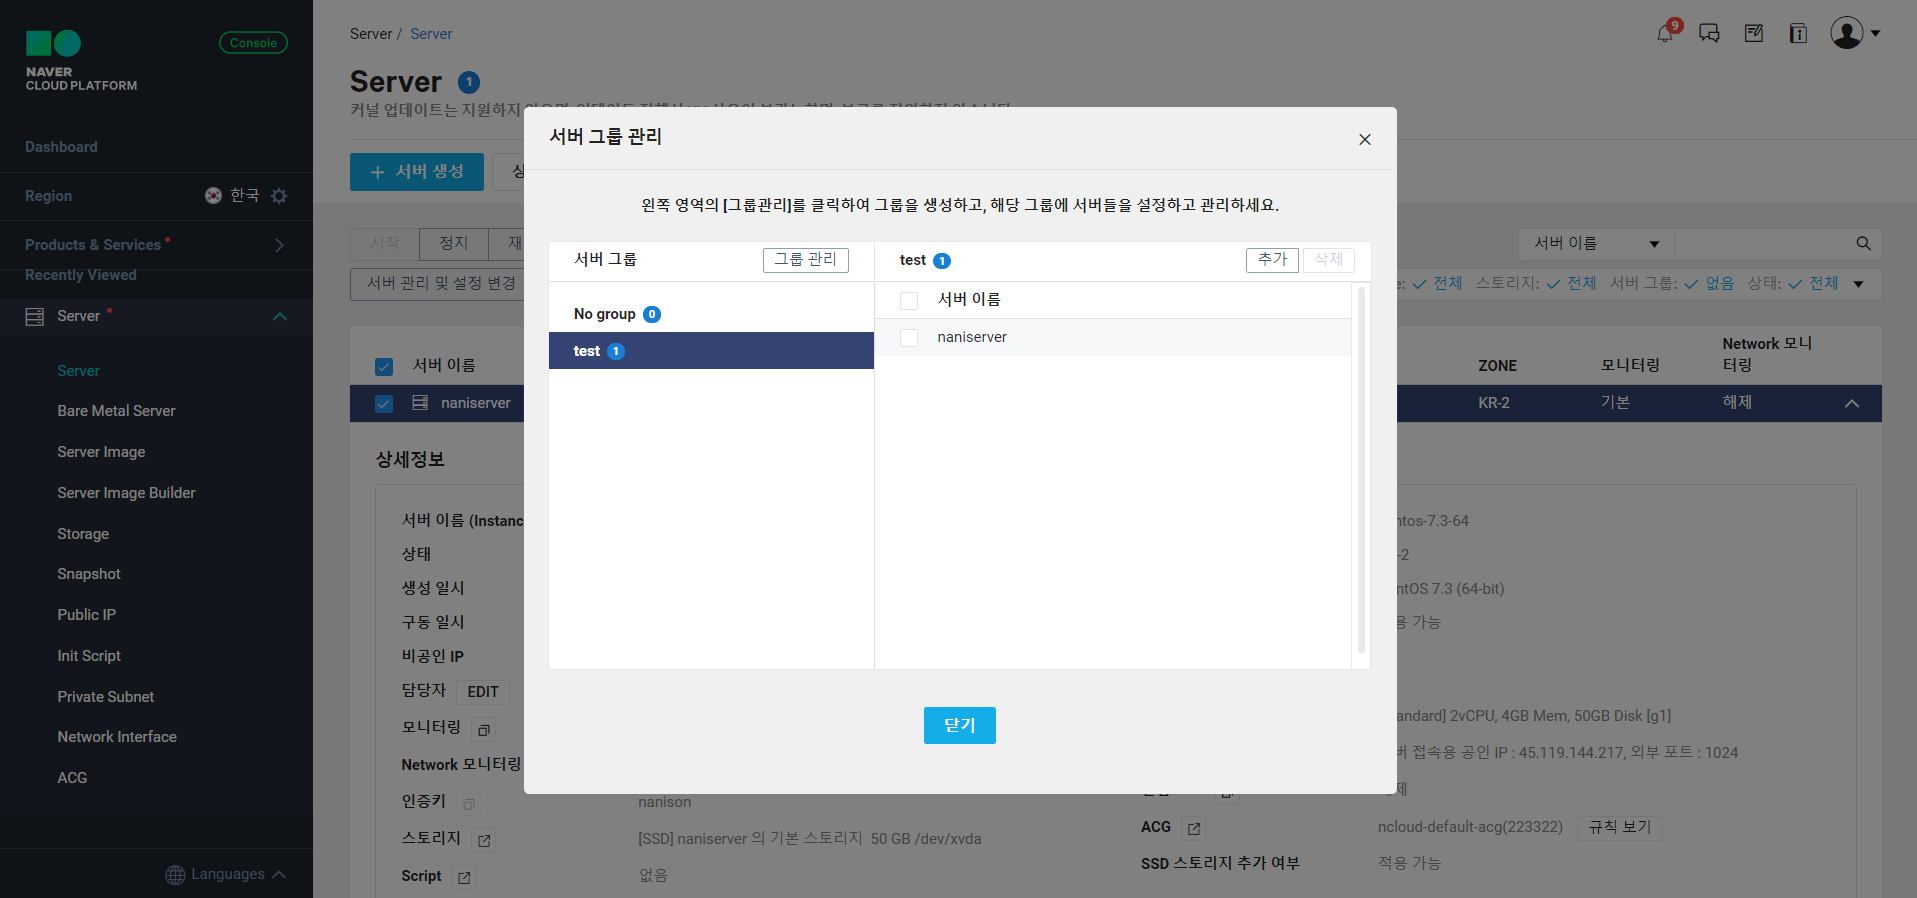 NAVER
CLOUD PLATFORM
Console
Dashboard
Region 한국
Products & Services
Recently Viewed
Server
Server
Bare Metal Server
Server Image
Server Image Builder
Storage
Snapshot
Public IP
Init Script
Private Subnet
Network Interface
ACG
Languages
Server / Server
9
Server 1
커널 업데이트는 지원하지
+ 서버 생성
시작 정지 재
서버 이름
서버 관리 및 설정 변경
전체 스토리지: 전체 서버 그룹: 없음 상태: 전체
서버 이름 ZONE 모니터링 Network 모니터링
naniserver KR-2 기본 해제
서버 그룹 관리
왼쪽 영역의 [그룹관리]를 클릭하여 그룹을 생성하고, 해당 그룹에 서버들을 설정하고 관리하세요.
서버 그룹 그룹 관리
No group 0
test 1
test 1 추가 삭제
서버 이름
naniserver
닫기
상세정보
서버 이름 (Instanc
상태
생성 일시
구동 일시
비공인 IP
담당자 EDIT
모니터링
Network 모니터링
인증키 nanison
스토리지 [SSD] naniserver 의 기본 스토리지 50 GB /dev/xvda
Script 없음
ntos-7.3-64
-2
ntOS 7.3 (64-bit)
용 가능
andard] 2vCPU, 4GB Mem, 50GB Disk [g1]
버 접속용 공인 IP : 45.119.144.217, 외부 포트 : 1024
제
ACG ncloud-default-acg(223322) 규칙 보기
SSD 스토리지 추가 여부 적용 가능